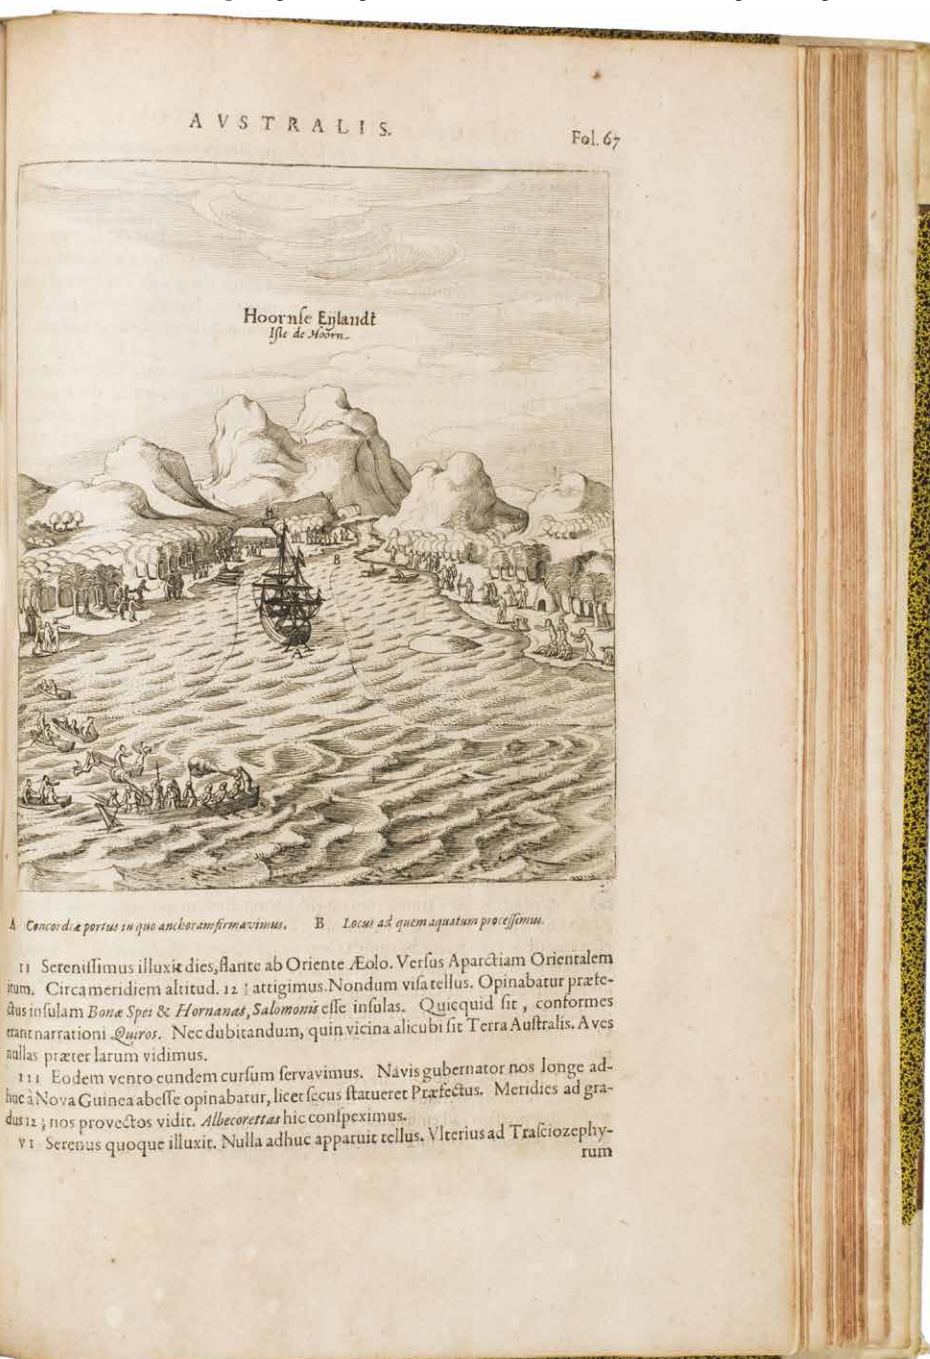 AVSTRALIS.
Fol. 67
Hoornſe Eylandt
Iſle de Hoorn.
B
A
A Concordiæ portus in quo anchoram firmavimus. B Locus ad quem aquatum proceſſimus.
II Sereniſſimus illuxit dies, flante ab Oriente Æolo. Verſus Aparctiam Orientalem
itum. Circa meridiem altitud. 12 attigimus. Nondum viſa tellus. Opinabatur præfe-
ctus inſulam Bonæ Spei & Hornanas, Salomonis eſſe inſulas. Quicquid ſit, conformes
erant narrationi Quiros. Nec dubitandum, quin vicina alicubi ſit Terra Auſtralis. Aves
nullas præter larum vidimus.
III Eodem vento eundem curſum ſervavimus. Navis gubernator nos longe ad-
huc à Nova Guinea abeſſe opinabatur, licet ſecus ſtatueret Præfectus. Meridies ad gra-
dus 12 nos provectos vidit. Albecorettas hic conſpeximus.
VI Serenus quoque illuxit. Nulla adhuc apparuit tellus. Vlterius ad Traſciozephy-
rum